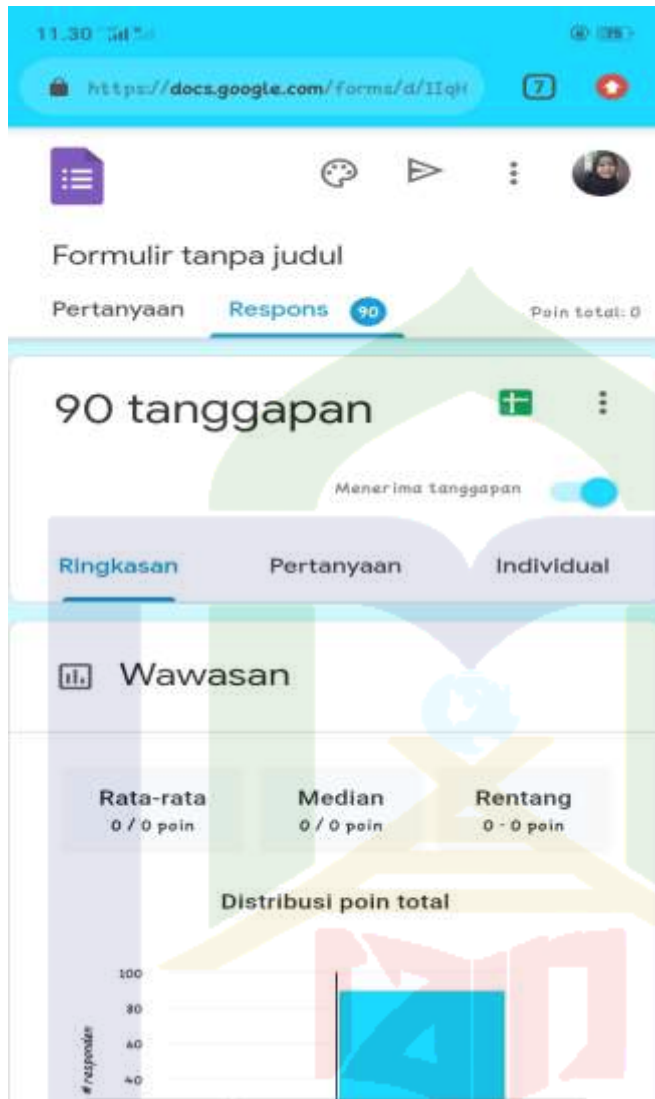 11.30
https://docs.google.com/forms/d/1IqH
7
Formulir tanpa judul
Pertanyaan Respons 90 Poin total: 0
90 tanggapan
Menerima tanggapan
Ringkasan Pertanyaan Individual
Wawasan
Rata-rata Median Rentang
0 / 0 poin 0 / 0 poin 0 - 0 poin
Distribusi poin total
100
80
60
40
# responden